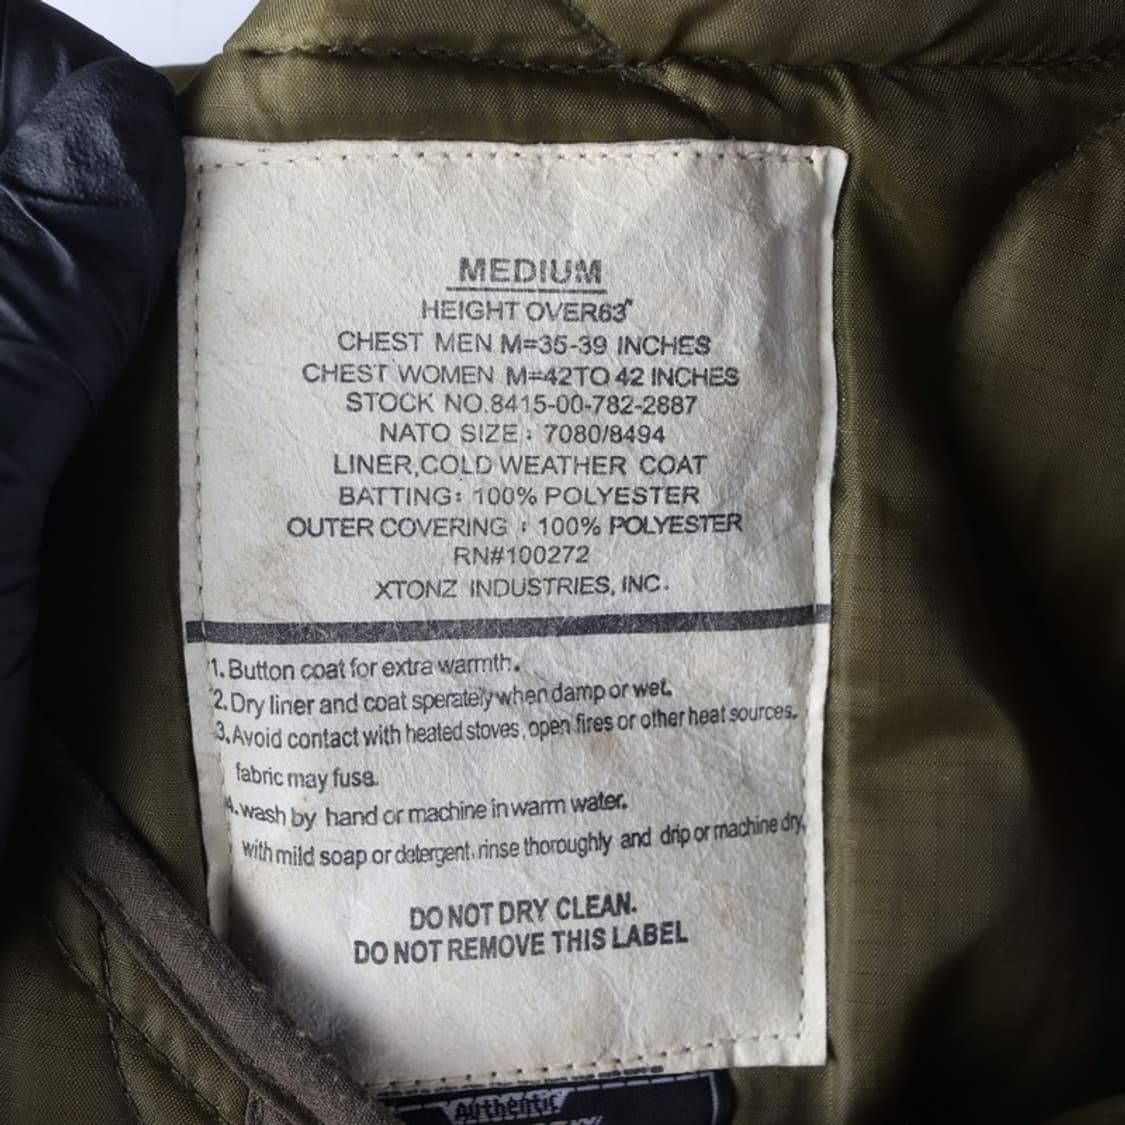 MEDIUM
HEIGHT OVER63"
CHEST MEN M=35-39 INCHES
CHEST WOMEN M=42TO 42 INCHES
STOCK NO.8415-00-782-2887
NATO SIZE: 7080/8494
LINER,COLD WEATHER COAT
BATTING: 100% POLYESTER
OUTER COVERING : 100% POLYESTER
RN#100272
XTONZ INDUSTRIES, INC.
1. Button coat for extra warmth.
2. Dry liner and coat sperately when damp or wet.
3. Avoid contact with heated stoves, open fires or other heat sources.
fabric may fuse.
4. wash by hand or machine in warm water.
with mild soap or detergent, rinse thoroughly and drip or machine dry,
DO NOT DRY CLEAN.
DO NOT REMOVE THIS LABEL
Authentic